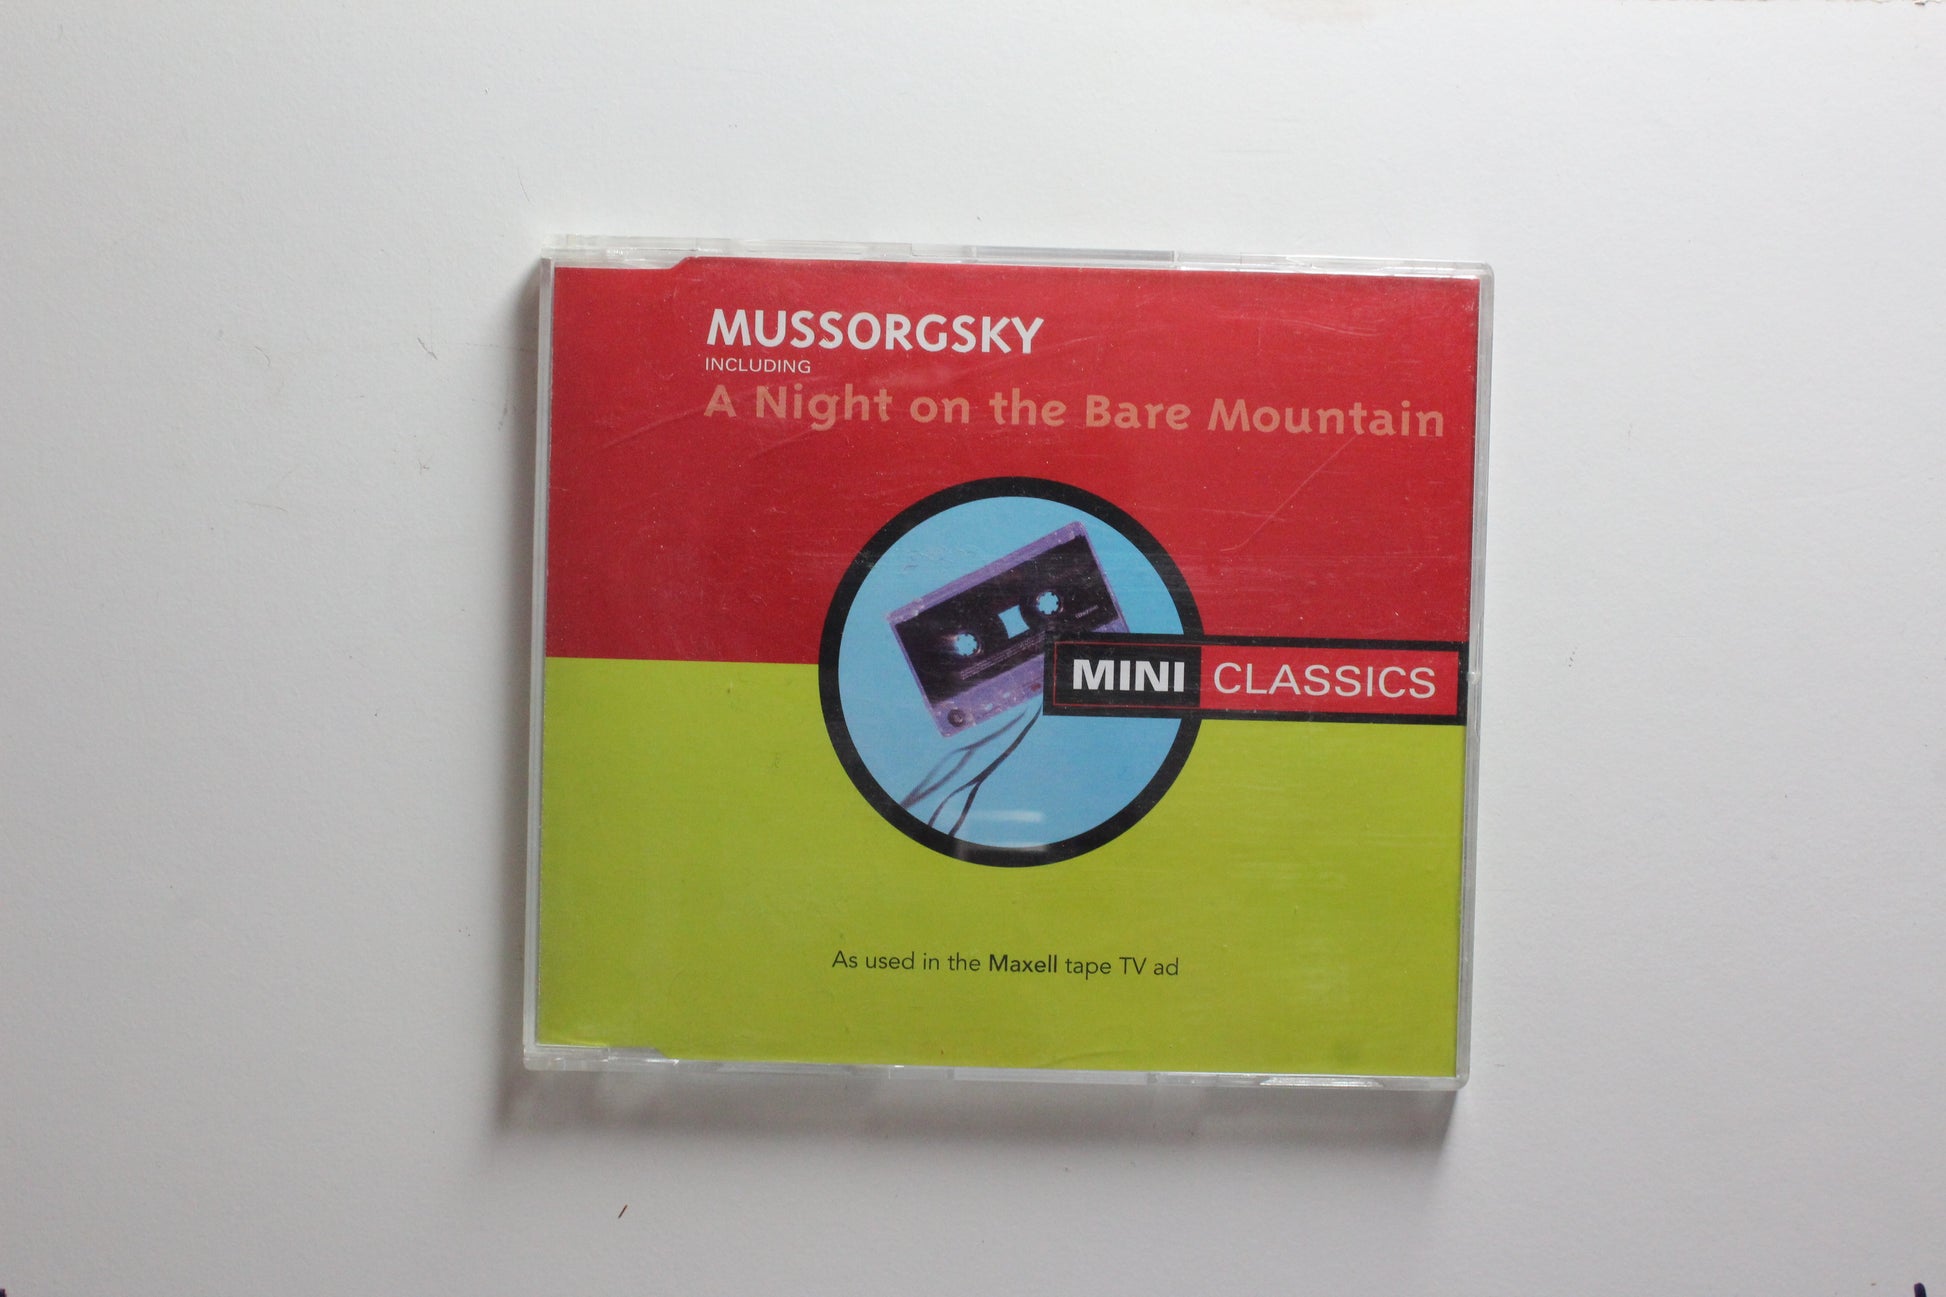 MUSSORGSKY
INCLUDING
A Night on the Bare Mountain
MINI CLASSICS
As used in the Maxell tape TV ad